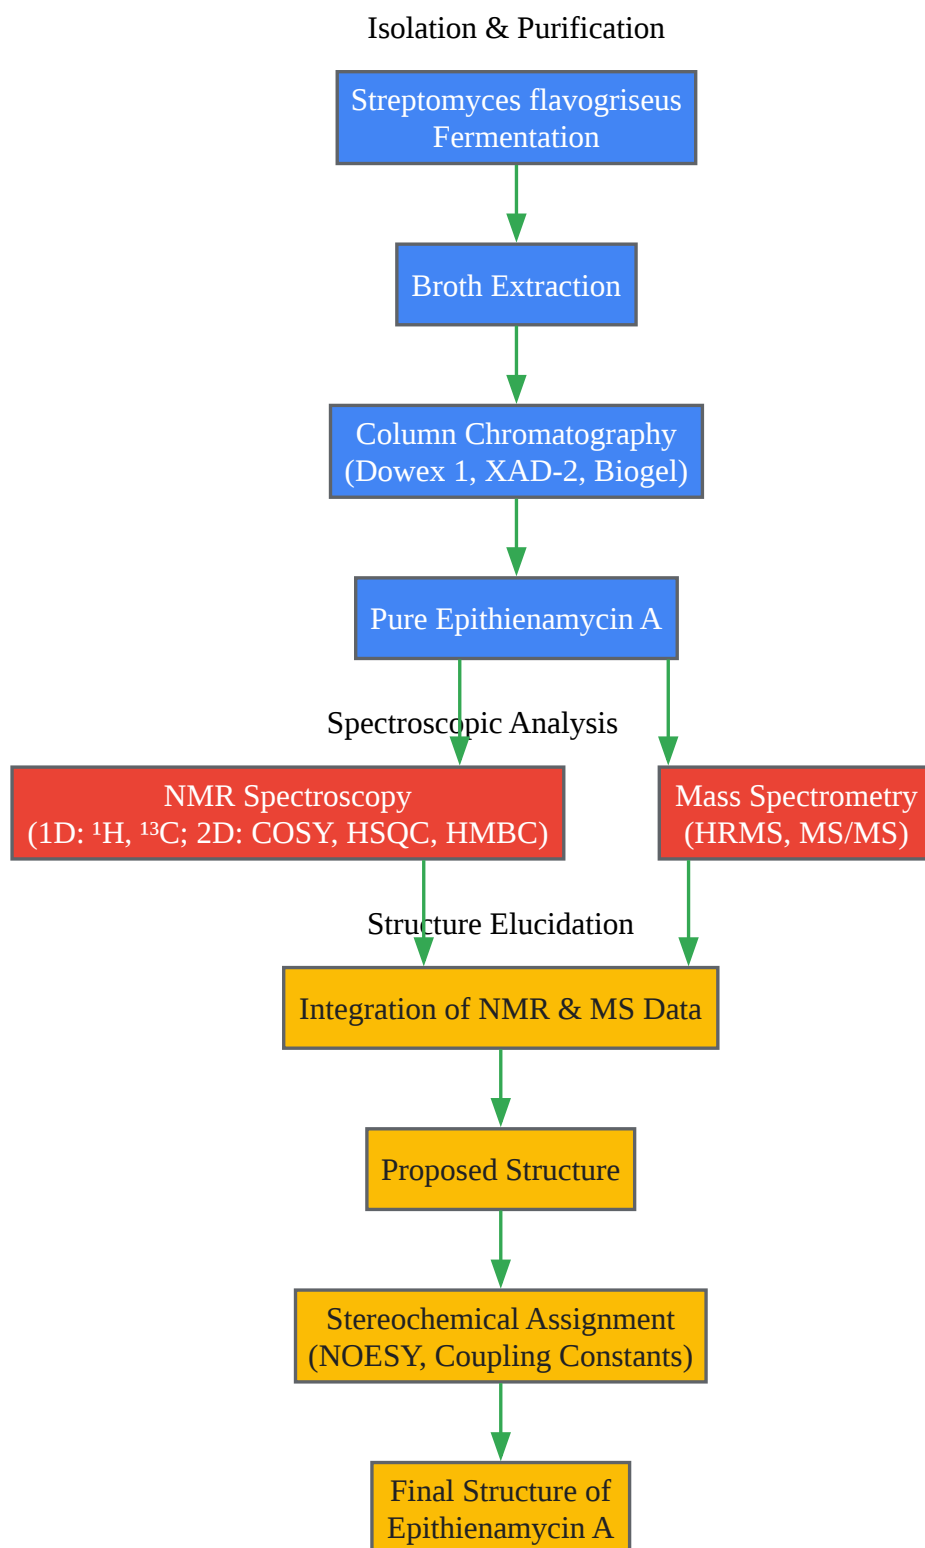 Isolation & Purification
Streptomyces flavogriseus
Fermentation
Broth Extraction
Column Chromatography
(Dowex 1, XAD-2, Biogel)
Pure Epithienamycin A
Spectroscopic Analysis
NMR Spectroscopy
(1D: ¹H, ¹³C; 2D: COSY, HSQC, HMBC)
Mass Spectrometry
(HRMS, MS/MS)
Structure Elucidation
Integration of NMR & MS Data
Proposed Structure
Stereochemical Assignment
(NOESY, Coupling Constants)
Final Structure of
Epithienamycin A